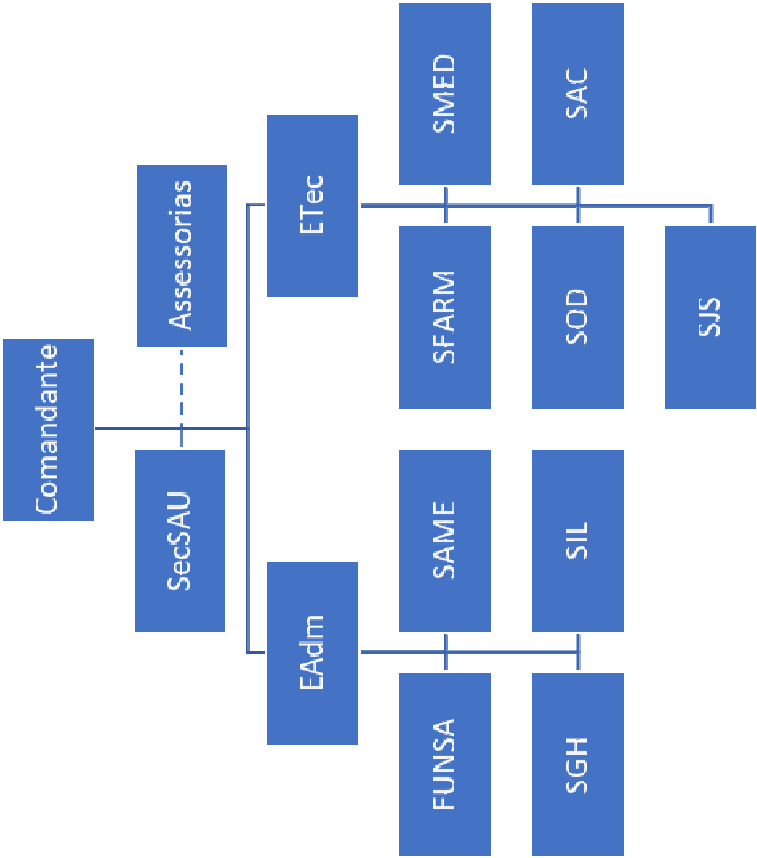 Comandante
SecSAU
Assessorias
EAdm
ETec
FUNSA
SAME
SFARM
SMED
SGH
SIL
SOD
SAC
SJS